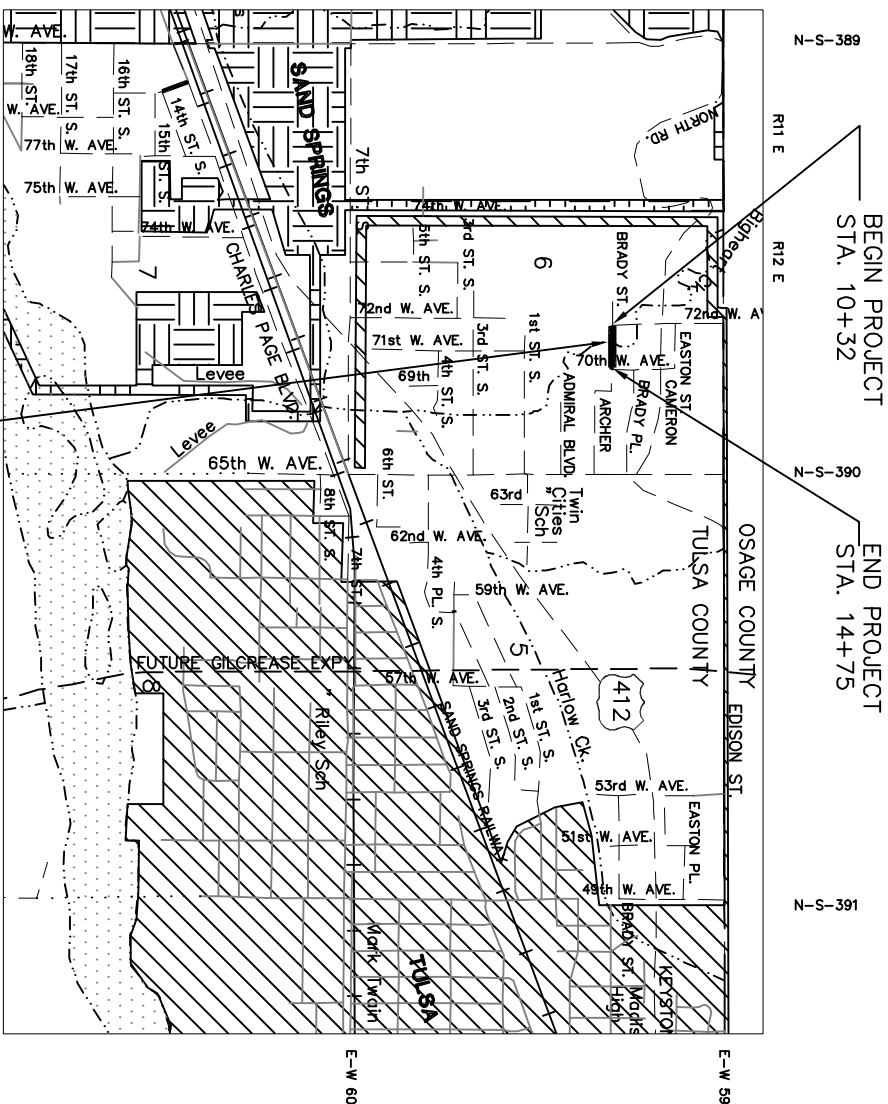 N-S-389
R11 E
R12 E
BEGIN PROJECT
STA. 10+32
N-S-390
END PROJECT
STA. 14+75
N-S-391
E-W 59
E-W 60
OSAGE COUNTY
TULSA COUNTY
EDISON ST.
NORTH RD.
Bigheart Ck.
72nd W. AV
W. AVE.
SAND SPRINGS
18th ST. S.
17th ST. S.
16th ST. S.
15th ST. S.
14th ST. S.
W. AVE.
77th W. AVE.
75th W. AVE.
74th W. AVE.
7
7th S
74th W. AVE.
5th ST. S.
3rd ST. S.
6
BRADY ST.
72nd W. AVE.
71st W. AVE.
3rd ST. S.
1st ST. S.
4th ST. S.
69th
70th W. AVE.
EASTON ST.
CAMERON
BRADY PL.
ARCHER
ADMIRAL BLVD.
CHARLES PAGE BLVD
Levee
Levee
65th W. AVE.
6th ST.
63rd
Twin
Cities
Sch
8th ST. S.
7th ST.
62nd W. AVE.
4th PL. S.
59th W. AVE.
5
Harlow Ck.
412
FUTURE GILCREASE EXPY
57th W. AVE.
8
Riley Sch
SAND SPRINGS RAILWAY
3rd ST. S.
2nd ST. S.
1st ST. S.
53rd W. AVE.
51st W. AVE.
EASTON PL.
49th W. AVE.
BRADY ST.
KEYSTO
Madis
High
Mark Twain
TULSA